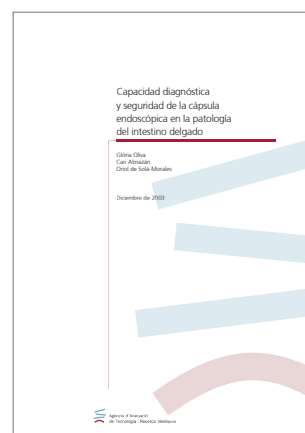 Capacidad diagnóstica
y seguridad de la cápsula
endoscópica en la patología
del intestino delgado
Glòria Oliva
Cari Almazán
Oriol de Solà-Morales
Diciembre de 2003
Agència d'Avaluació
de Tecnologia i Recerca Mèdiques